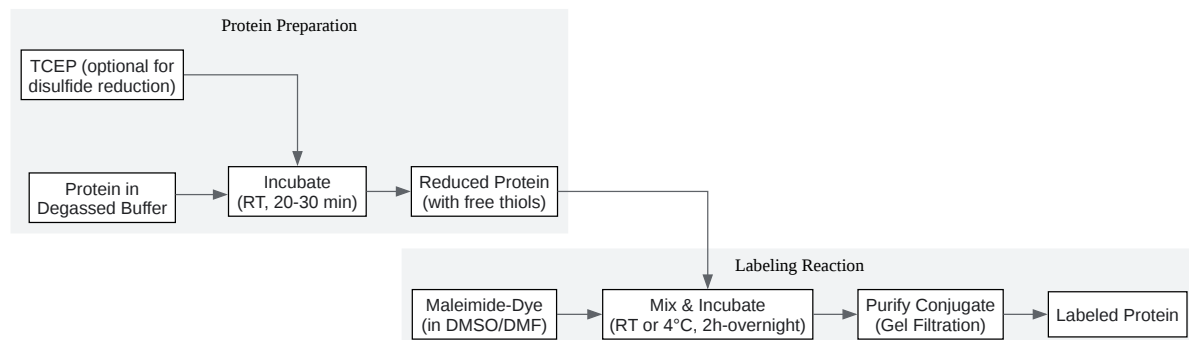 Protein Preparation
TCEP (optional for
disulfide reduction)
Protein in
Degassed Buffer
Incubate
(RT, 20-30 min)
Reduced Protein
(with free thiols)
Labeling Reaction
Maleimide-Dye
(in DMSO/DMF)
Mix & Incubate
(RT or 4°C, 2h-overnight)
Purify Conjugate
(Gel Filtration)
Labeled Protein